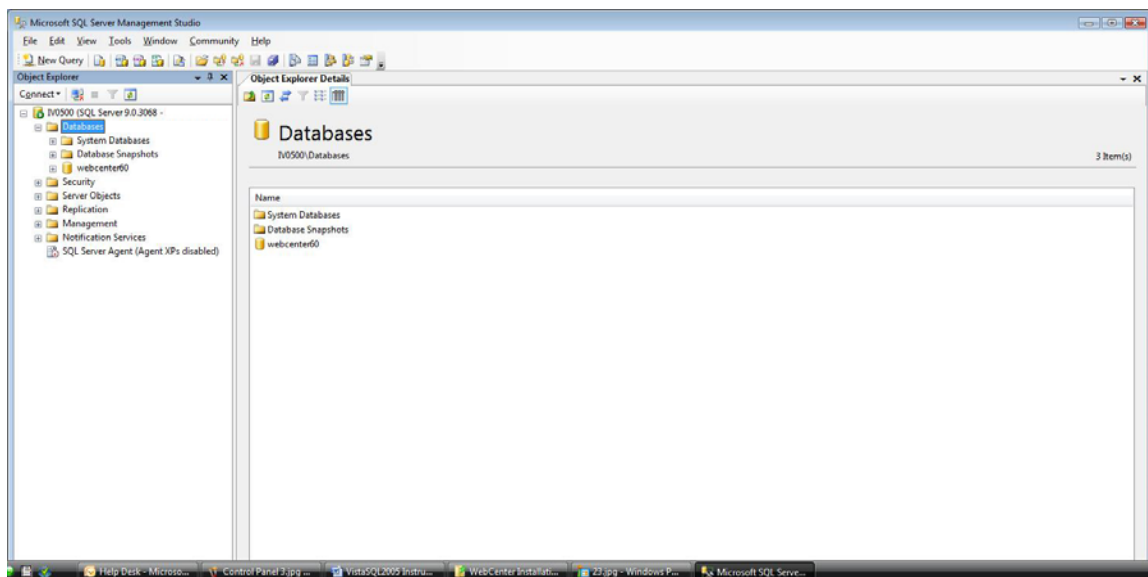 Microsoft SQL Server Management Studio
File Edit View Tools Window Community Help
New Query
Object Explorer
Connect
IV0500 (SQL Server 9.0.3068 -
Databases
System Databases
Database Snapshots
webcenter60
Security
Server Objects
Replication
Management
Notification Services
SQL Server Agent (Agent XPs disabled)
Object Explorer Details
Databases
IV0500\Databases
3 Item(s)
Name
System Databases
Database Snapshots
webcenter60
Help Desk - Microso... Control Panel 3.jpg ... VistaSQL2005 Instru... WebCenter Installati... 23.jpg - Windows P... Microsoft SQL Serve...